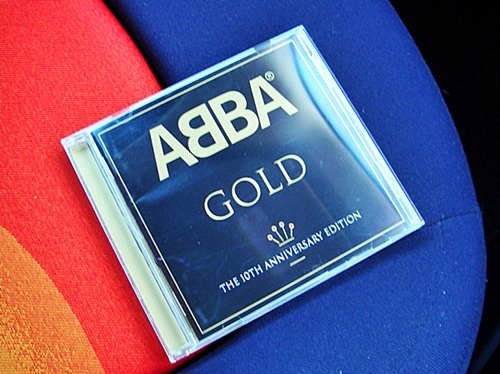 ABBA®
GOLD
THE 10TH ANNIVERSARY EDITION